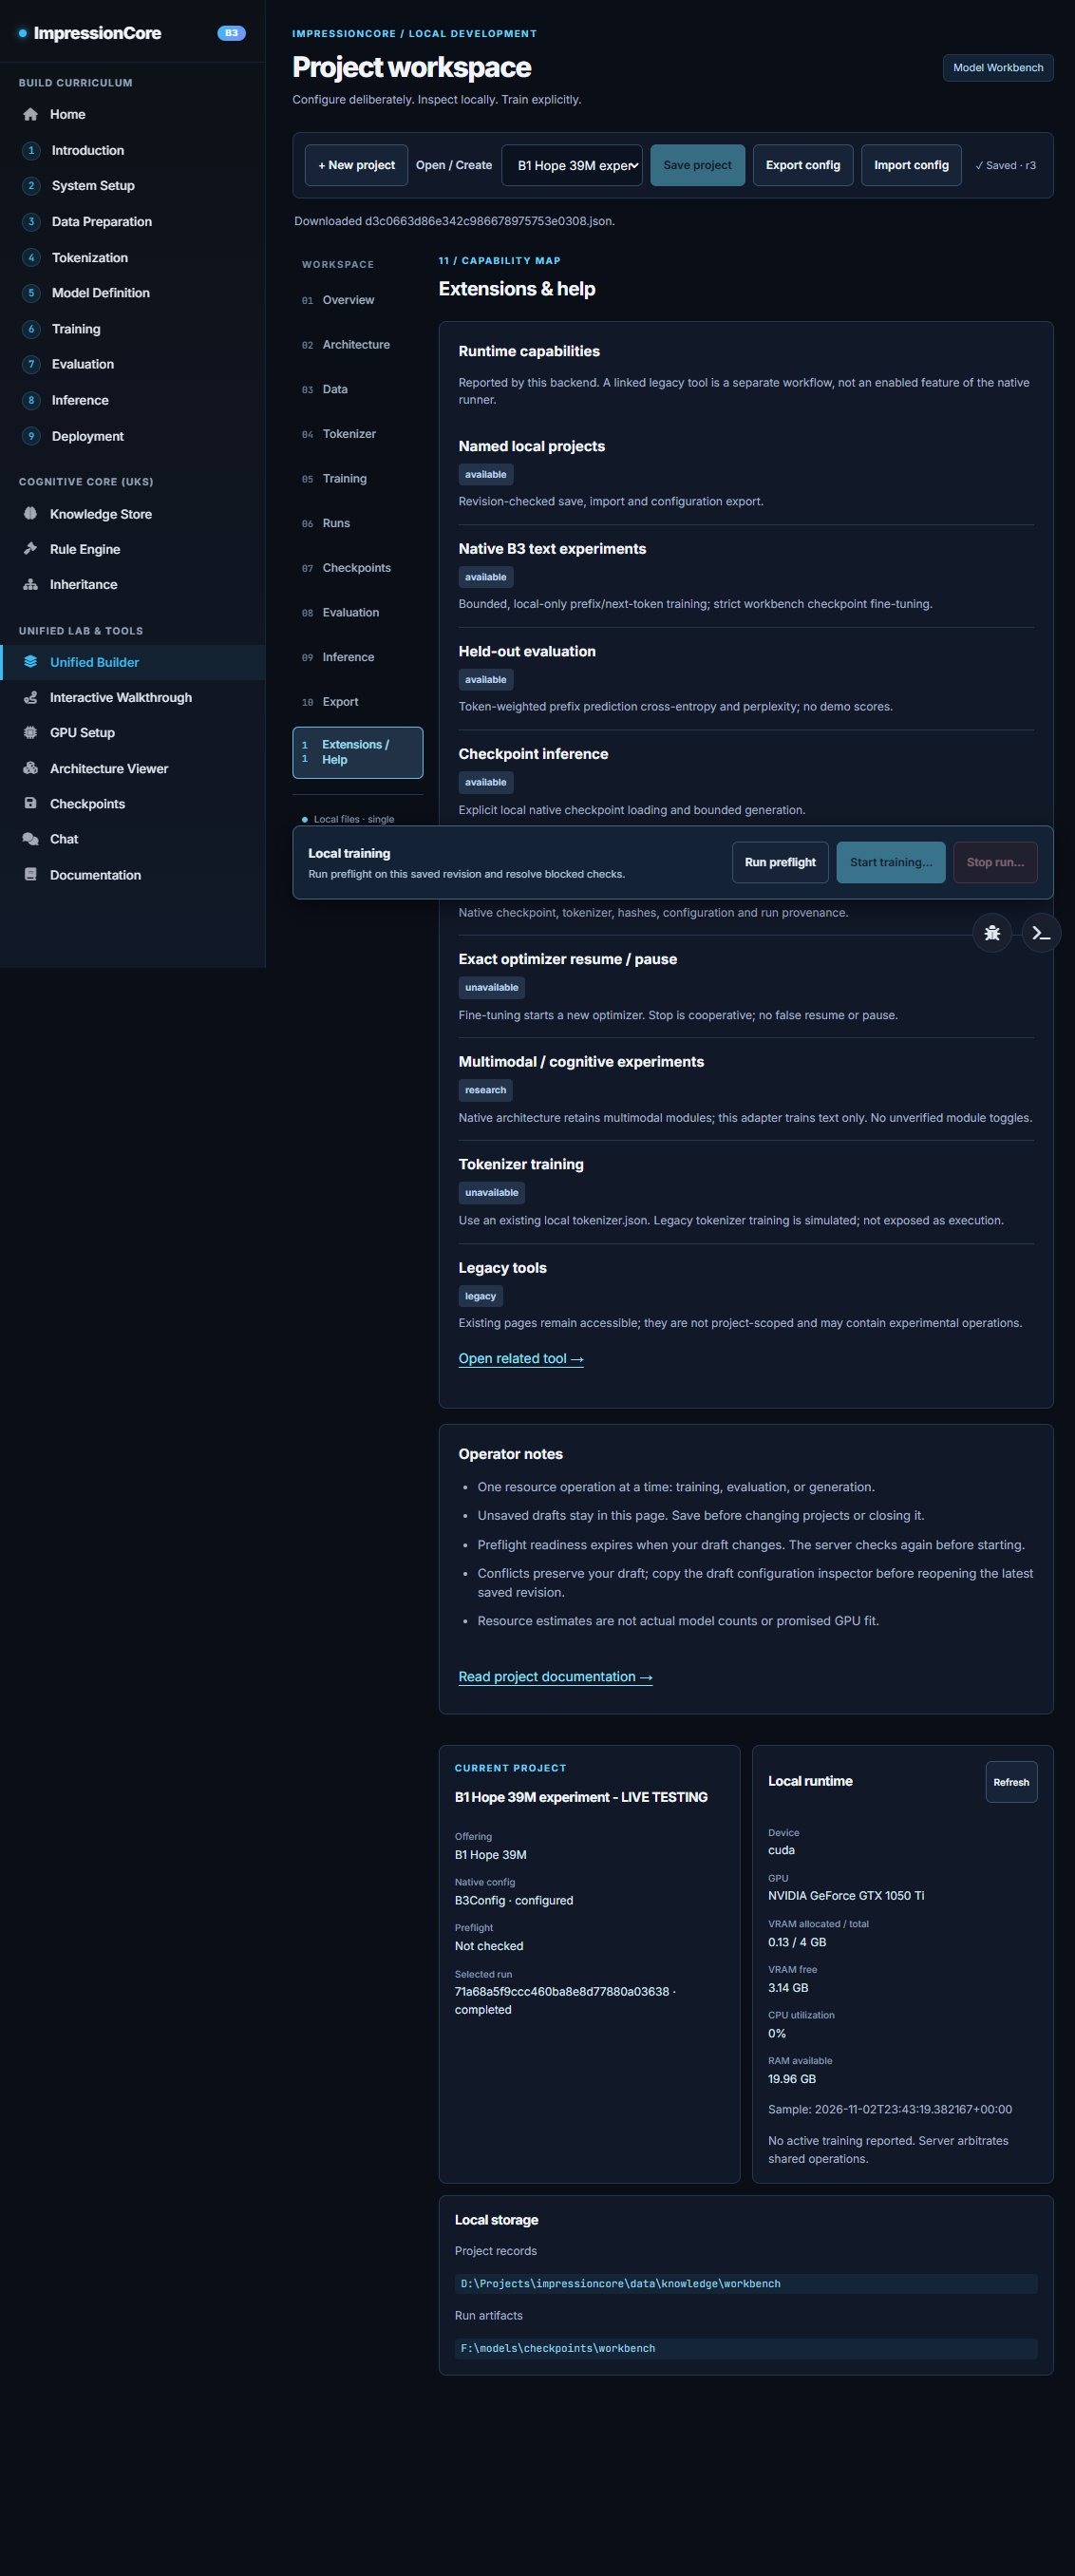 ImpressionCore
B3
BUILD CURRICULUM
Home
1 Introduction
2 System Setup
3 Data Preparation
4 Tokenization
5 Model Definition
6 Training
7 Evaluation
8 Inference
9 Deployment
COGNITIVE CORE (UKS)
Knowledge Store
Rule Engine
Inheritance
UNIFIED LAB & TOOLS
Unified Builder
Interactive Walkthrough
GPU Setup
Architecture Viewer
Checkpoints
Chat
Documentation
IMPRESSIONCORE / LOCAL DEVELOPMENT
Project workspace
Configure deliberately. Inspect locally. Train explicitly.
Model Workbench
+ New project
Open / Create
B1 Hope 39M exper
Save project
Export config
Import config
✓ Saved · r3
Downloaded d3c0663d86e342c986678975753e0308.json.
WORKSPACE
01 Overview
02 Architecture
03 Data
04 Tokenizer
05 Training
06 Runs
07 Checkpoints
08 Evaluation
09 Inference
10 Export
11 Extensions /
Help
Local files · single
11 / CAPABILITY MAP
Extensions & help
Runtime capabilities
Reported by this backend. A linked legacy tool is a separate workflow, not an enabled feature of the native
runner.
Named local projects
available
Revision-checked save, import and configuration export.
Native B3 text experiments
available
Bounded, local-only prefix/next-token training; strict workbench checkpoint fine-tuning.
Held-out evaluation
available
Token-weighted prefix prediction cross-entropy and perplexity; no demo scores.
Checkpoint inference
available
Explicit local native checkpoint loading and bounded generation.
Local training
Run preflight on this saved revision and resolve blocked checks.
Run preflight
Start training...
Stop run...
Native checkpoint, tokenizer, hashes, configuration and run provenance.
Exact optimizer resume / pause
unavailable
Fine-tuning starts a new optimizer. Stop is cooperative; no false resume or pause.
Multimodal / cognitive experiments
research
Native architecture retains multimodal modules; this adapter trains text only. No unverified module toggles.
Tokenizer training
unavailable
Use an existing local tokenizer.json. Legacy tokenizer training is simulated; not exposed as execution.
Legacy tools
legacy
Existing pages remain accessible; they are not project-scoped and may contain experimental operations.
Open related tool →
Operator notes
• One resource operation at a time: training, evaluation, or generation.
• Unsaved drafts stay in this page. Save before changing projects or closing it.
• Preflight readiness expires when your draft changes. The server checks again before starting.
• Conflicts preserve your draft; copy the draft configuration inspector before reopening the latest
saved revision.
• Resource estimates are not actual model counts or promised GPU fit.
Read project documentation →
CURRENT PROJECT
B1 Hope 39M experiment - LIVE TESTING
Offering
B1 Hope 39M
Native config
B3Config · configured
Preflight
Not checked
Selected run
71a68a5f9ccc460ba8e8d77880a03638 ·
completed
Local runtime
Refresh
Device
cuda
GPU
NVIDIA GeForce GTX 1050 Ti
VRAM allocated / total
0.13 / 4 GB
VRAM free
3.14 GB
CPU utilization
0%
RAM available
19.96 GB
Sample: 2026-11-02T23:43:19.382167+00:00
No active training reported. Server arbitrates
shared operations.
Local storage
Project records
D:\Projects\impressioncore\data\knowledge\workbench
Run artifacts
F:\models\checkpoints\workbench